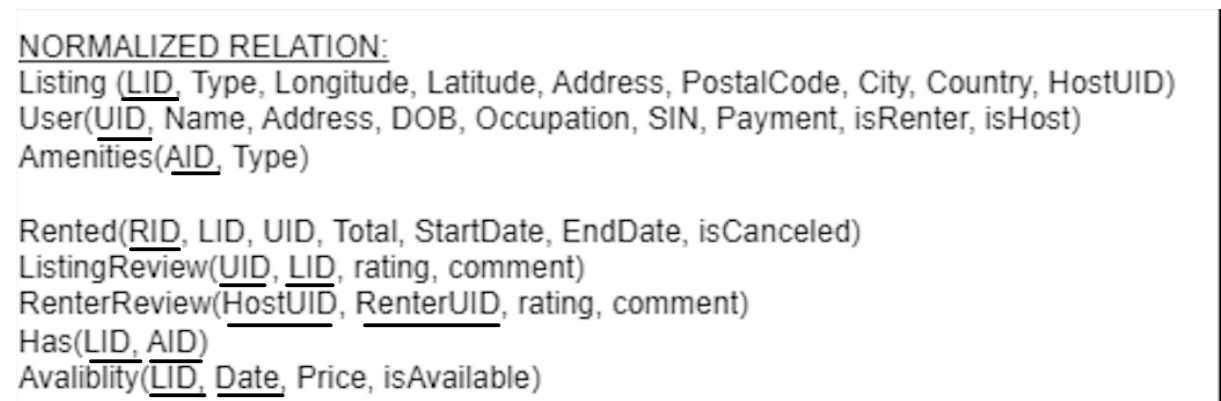 NORMALIZED RELATION:
Listing (LID, Type, Longitude, Latitude, Address, PostalCode, City, Country, HostUID)
User(UID, Name, Address, DOB, Occupation, SIN, Payment, isRenter, isHost)
Amenities(AID, Type)
Rented(RID, LID, UID, Total, StartDate, EndDate, isCanceled)
ListingReview(UID, LID, rating, comment)
RenterReview(HostUID, RenterUID, rating, comment)
Has(LID, AID)
Avaliblity(LID, Date, Price, isAvailable)